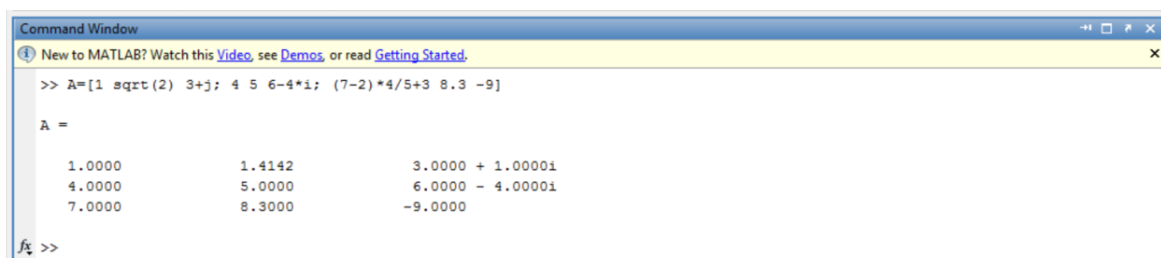 Command Window
New to MATLAB? Watch this Video, see Demos, or read Getting Started.
>> A=[1 sqrt(2) 3+j; 4 5 6-4*i; (7-2)*4/5+3 8.3 -9]
A =
1.0000 1.4142 3.0000 + 1.0000i
4.0000 5.0000 6.0000 - 4.0000i
7.0000 8.3000 -9.0000
fx >>